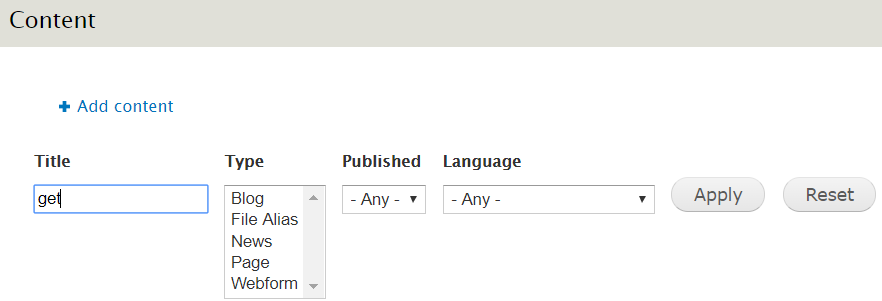 Content
Add content
Title Type Published Language
get Blog - Any - - Any - Apply Reset
File Alias
News
Page
Webform